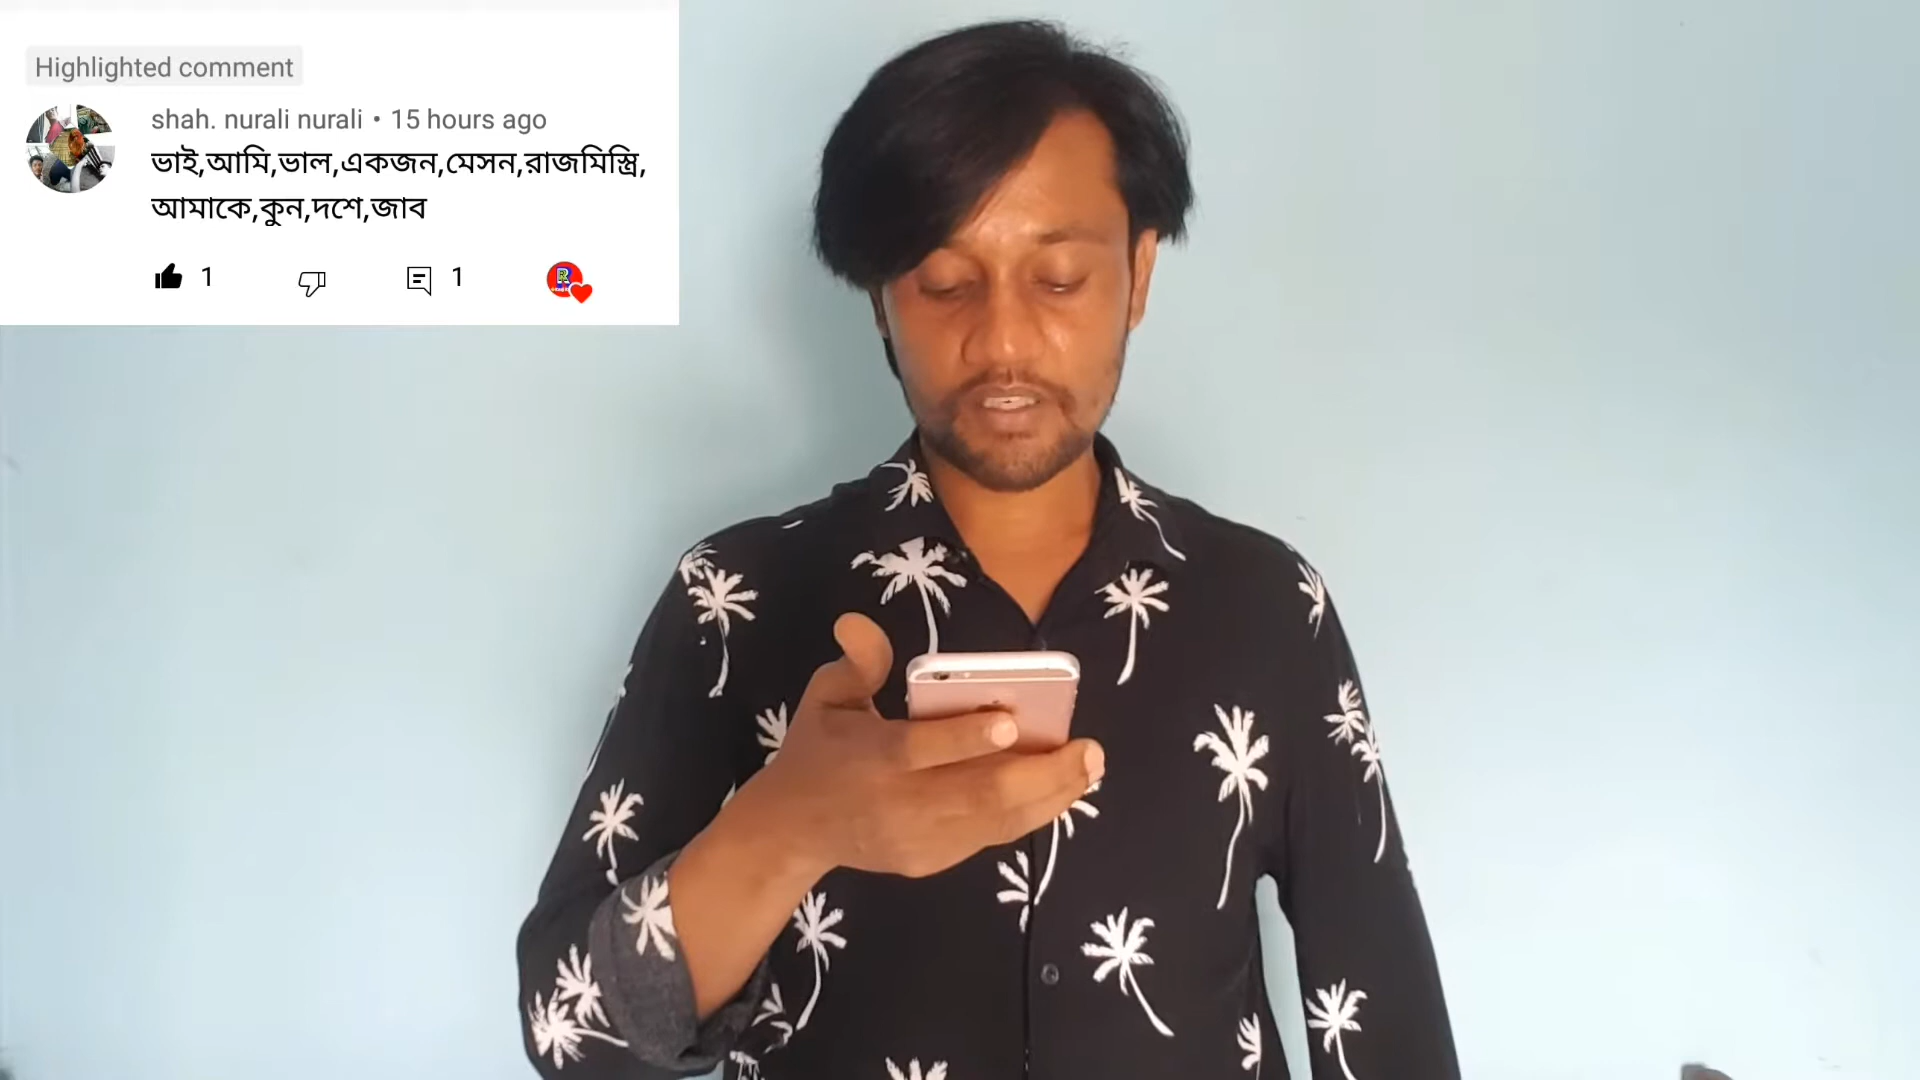 Highlighted comment
shah. nurali nurali • 15 hours ago
ভাই,আমি,ভাল,একজন,মেসন,রাজমিস্ত্রি,
আমাকে,কুন,দশে,জাব
1
1
R